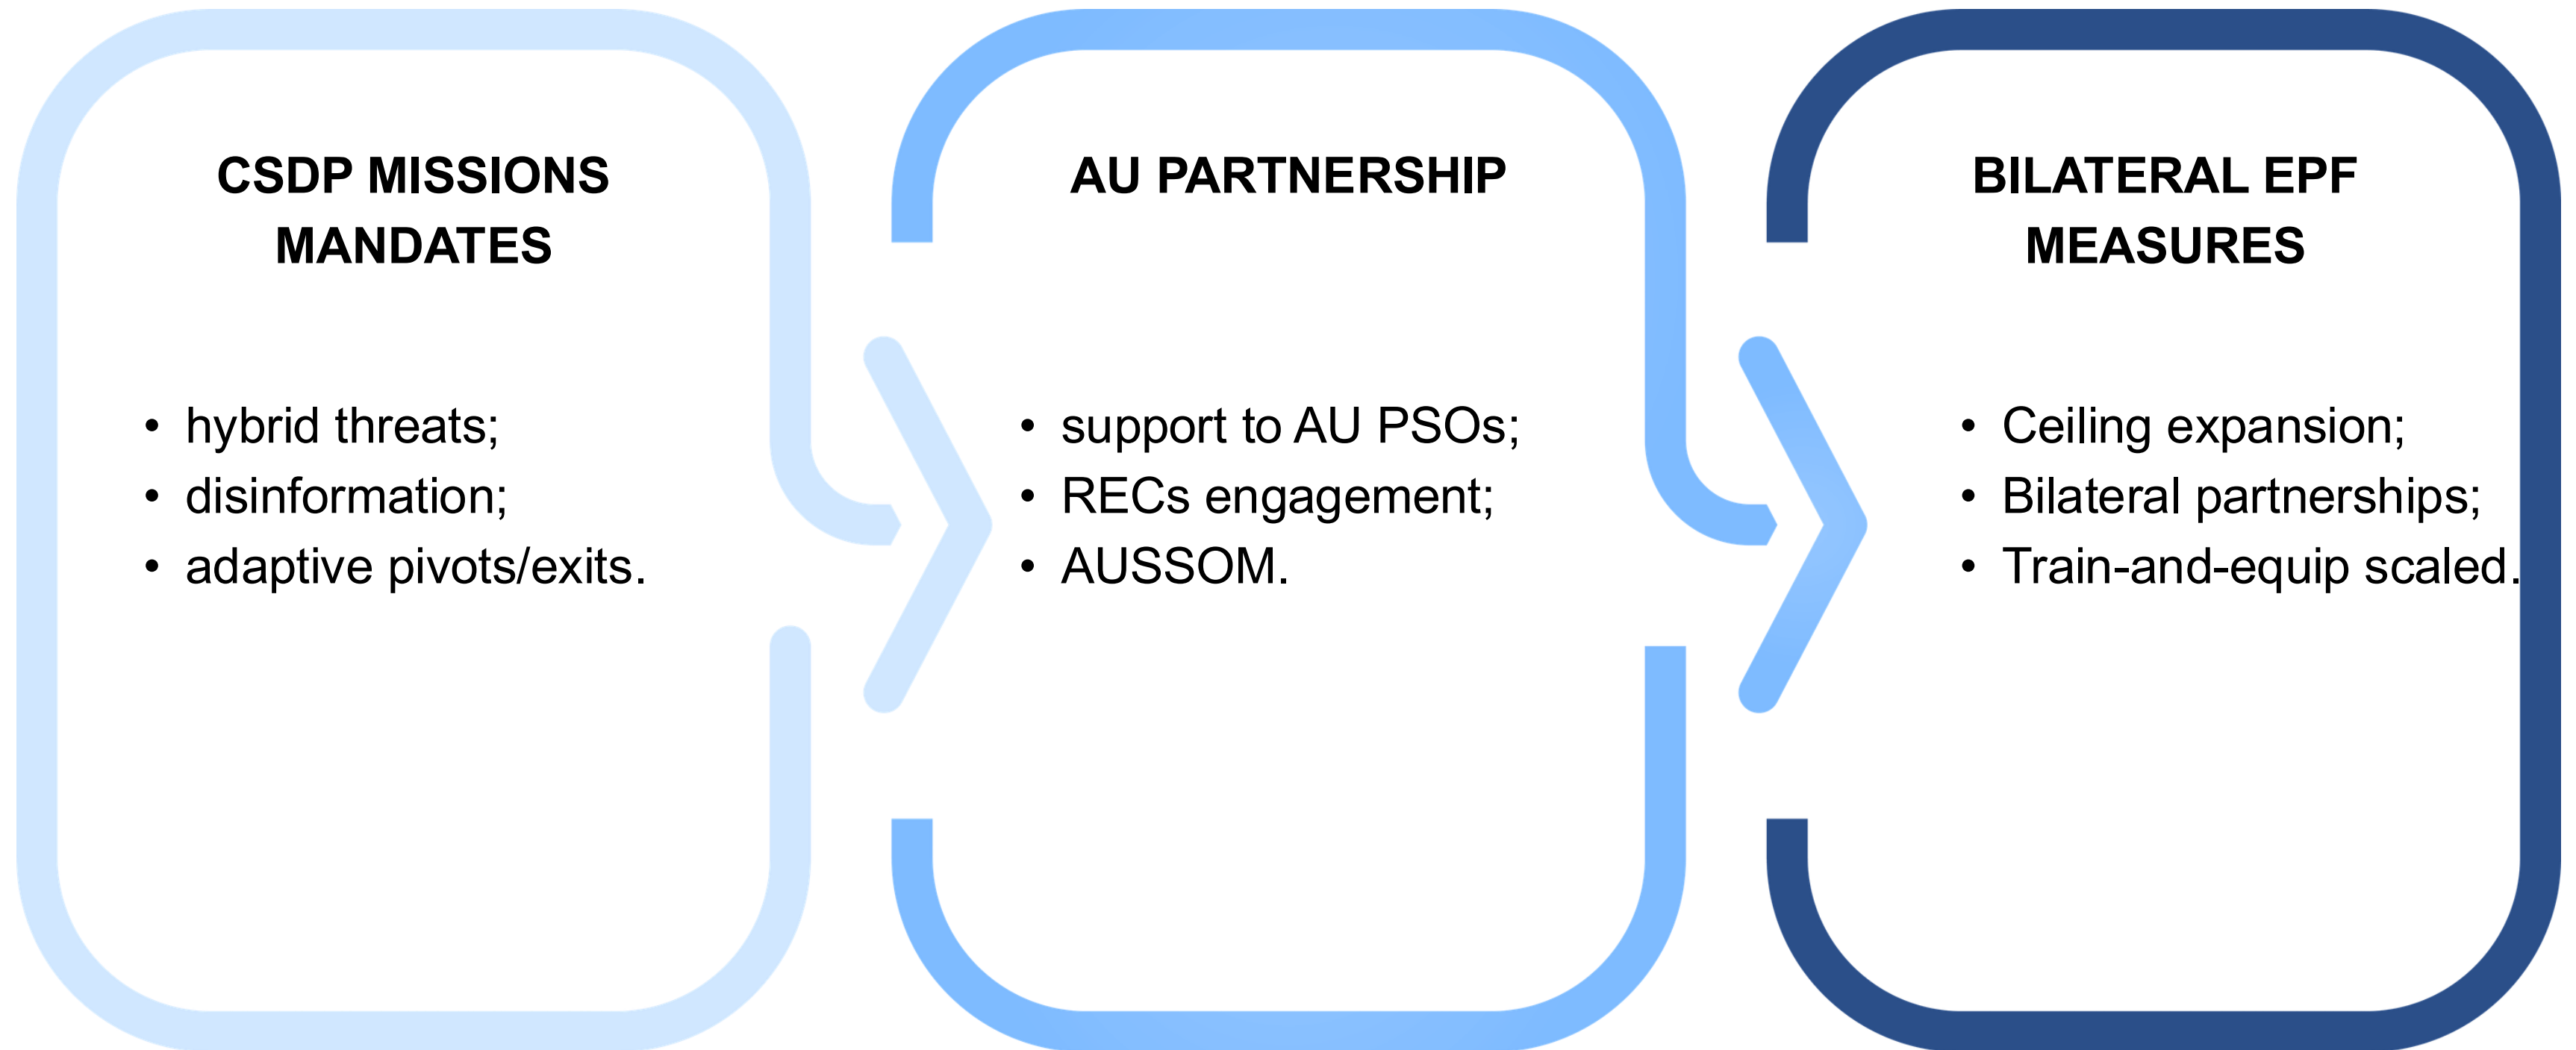 CSDP MISSIONS
MANDATES
• hybrid threats;
• disinformation;
• adaptive pivots/exits.
AU PARTNERSHIP
• support to AU PSOs;
• RECs engagement;
• AUSSOM.
BILATERAL EPF
MEASURES
• Ceiling expansion;
• Bilateral partnerships;
• Train-and-equip scaled.